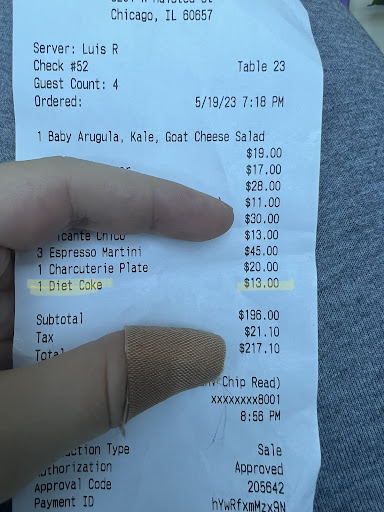 Chicago, IL 60657
Server: Luis R
Check #52 Table 23
Guest Count: 4
Ordered: 5/19/23 7:18 PM
1 Baby Arugula, Kale, Goat Cheese Salad
$19.00
$17.00
$28.00
$11.00
$30.00
$13.00
3 Espresso Martini $45.00
1 Charcuterie Plate $20.00
1 Diet Coke $13.00
Subtotal $196.00
Tax $21.10
Total $217.10
Chip Read)
xxxxxxxx8001
8:56 PM
Type Sale
Authorization Approved
Approval Code 205642
Payment ID hYwRfxmMzx9N